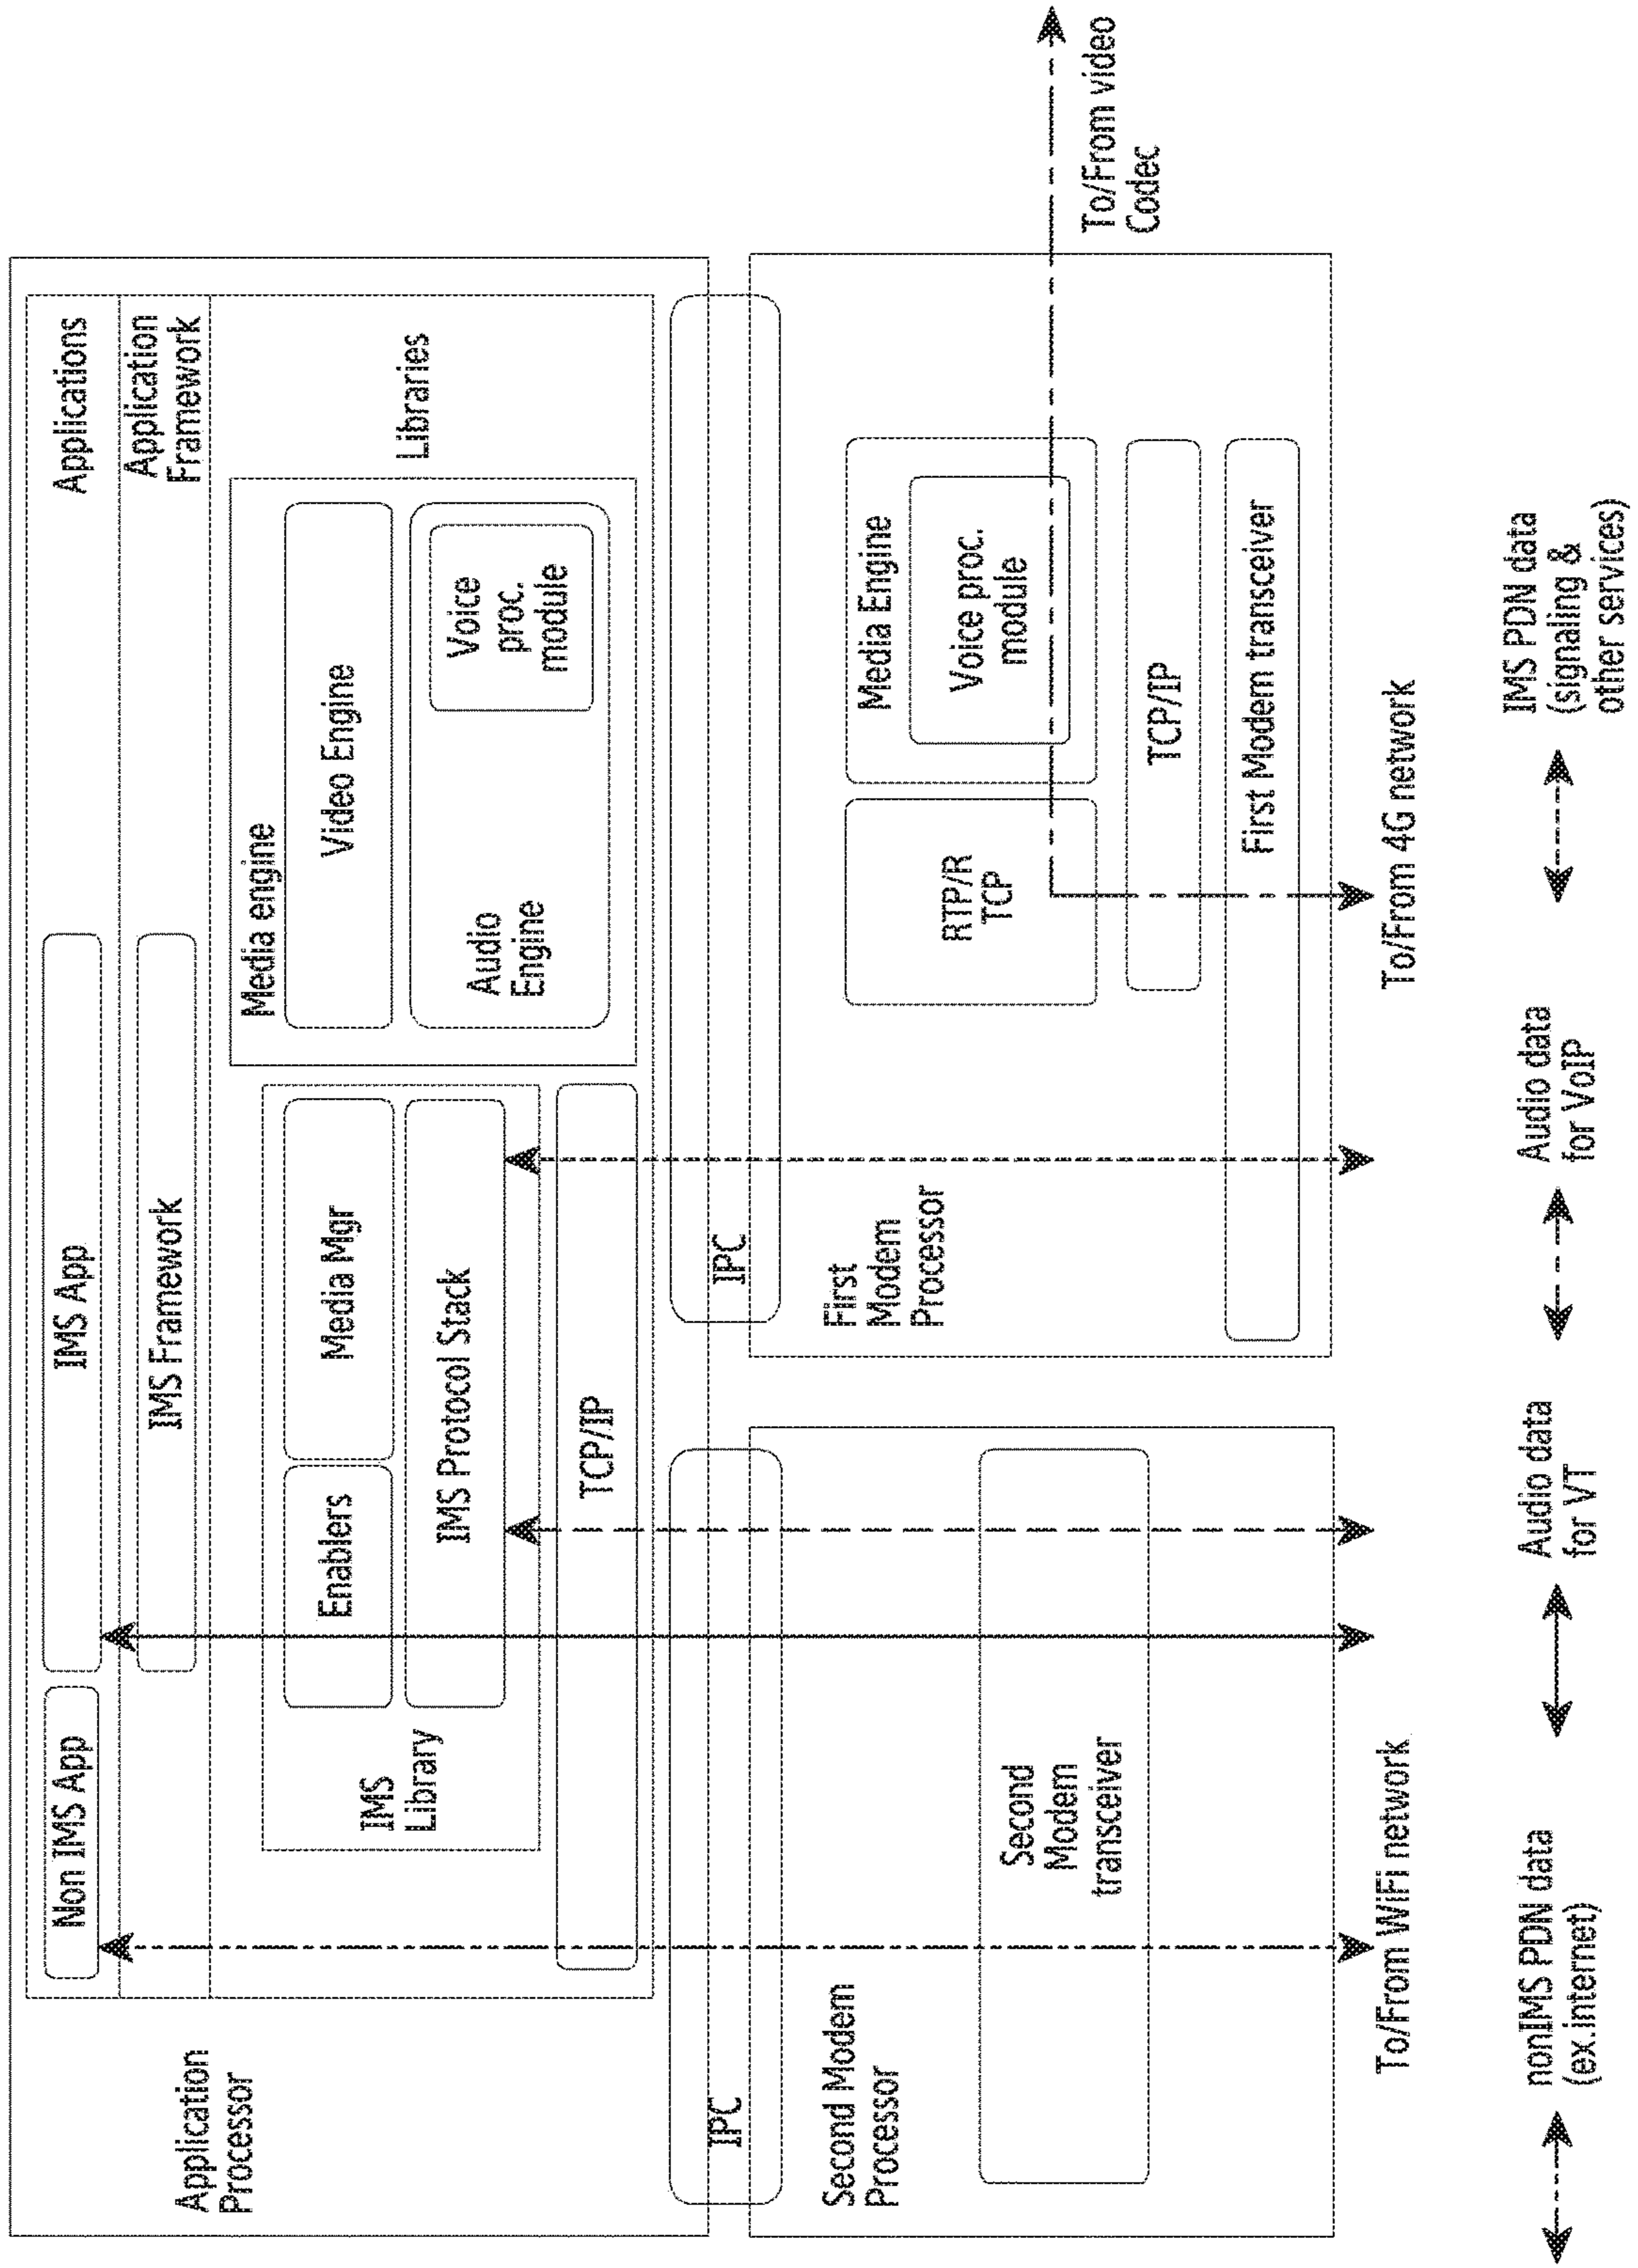 Application
Processor
Non IMS App
IMS App
Applications
IMS Framework
Application
Framework
IMS
Library
Enablers
Media Mgr
IMS Protocol Stack
TCP/IP
Media engine
Video Engine
Audio
Engine
Voice
proc.
module
Libraries
IPC
IPC
Second Modem
Processor
Second
Modem
transceiver
First
Modem
Processor
RTP/R
TCP
Media Engine
Voice proc.
module
TCP/IP
First Modem transceiver
To/From video
Codec
To/From WiFi network
To/From 4G network
nonIMS PDN data
(ex.internet)
Audio data
for VT
Audio data
for VoIP
IMS PDN data
(signaling &
other services)